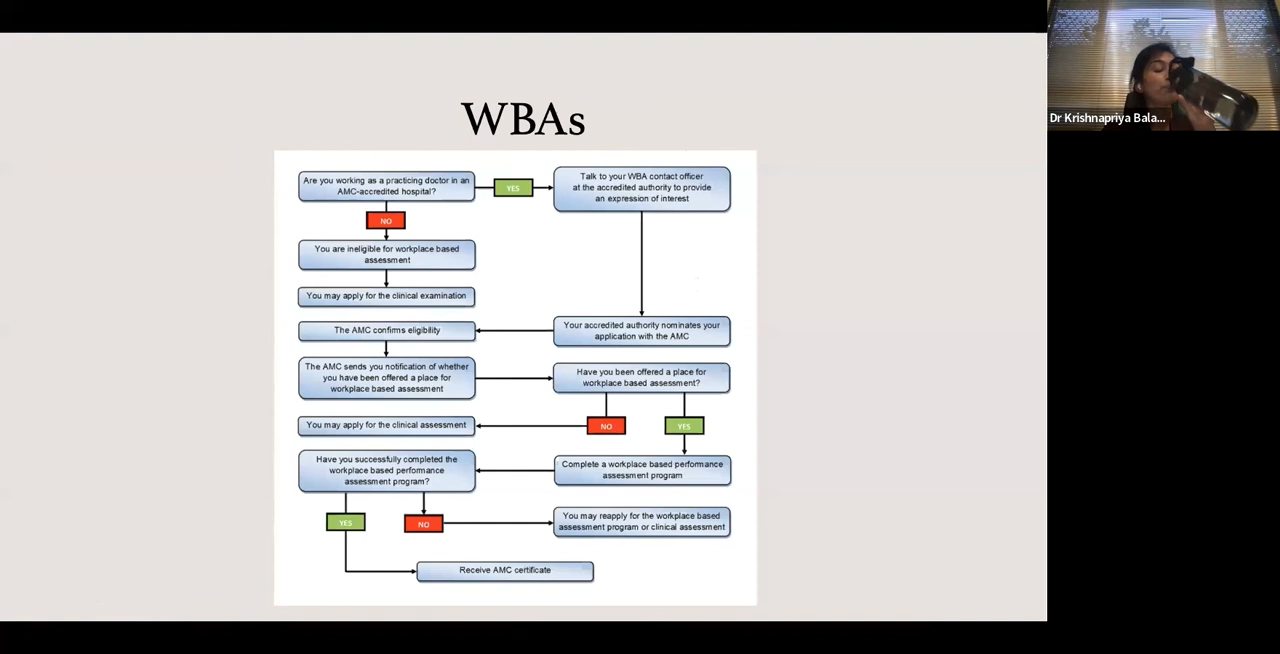 WBAs
Dr Krishnapriya Bala...
Are you working as a practicing doctor in an
AMC-accredited hospital?
YES
Talk to your WBA contact officer
at the accredited authority to provide
an expression of interest
NO
You are ineligible for workplace based
assessment
You may apply for the clinical examination
Your accredited authority nominates your
application with the AMC
The AMC confirms eligibility
The AMC sends you notification of whether
you have been offered a place for
workplace based assessment
Have you been offered a place for
workplace based assessment?
NO
YES
You may apply for the clinical assessment
Complete a workplace based performance
assessment program
Have you successfully completed the
workplace based performance
assessment program?
YES
NO
You may reapply for the workplace based
assessment program or clinical assessment
Receive AMC certificate